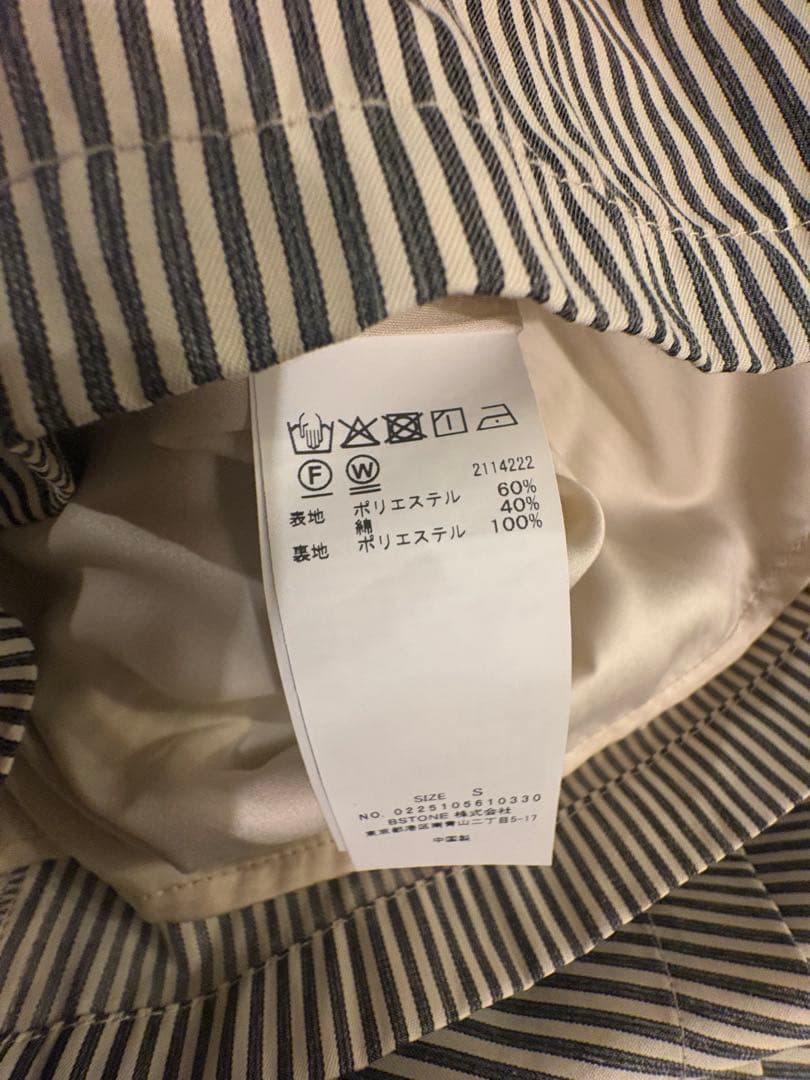 F W
2114222
表地 ポリエステル 60%
綿 40%
裏地 ポリエステル 100%
SIZE S
NO. 0225105610330
BSTONE 株式会社
東京都港区南青山二丁目5-17
中国製